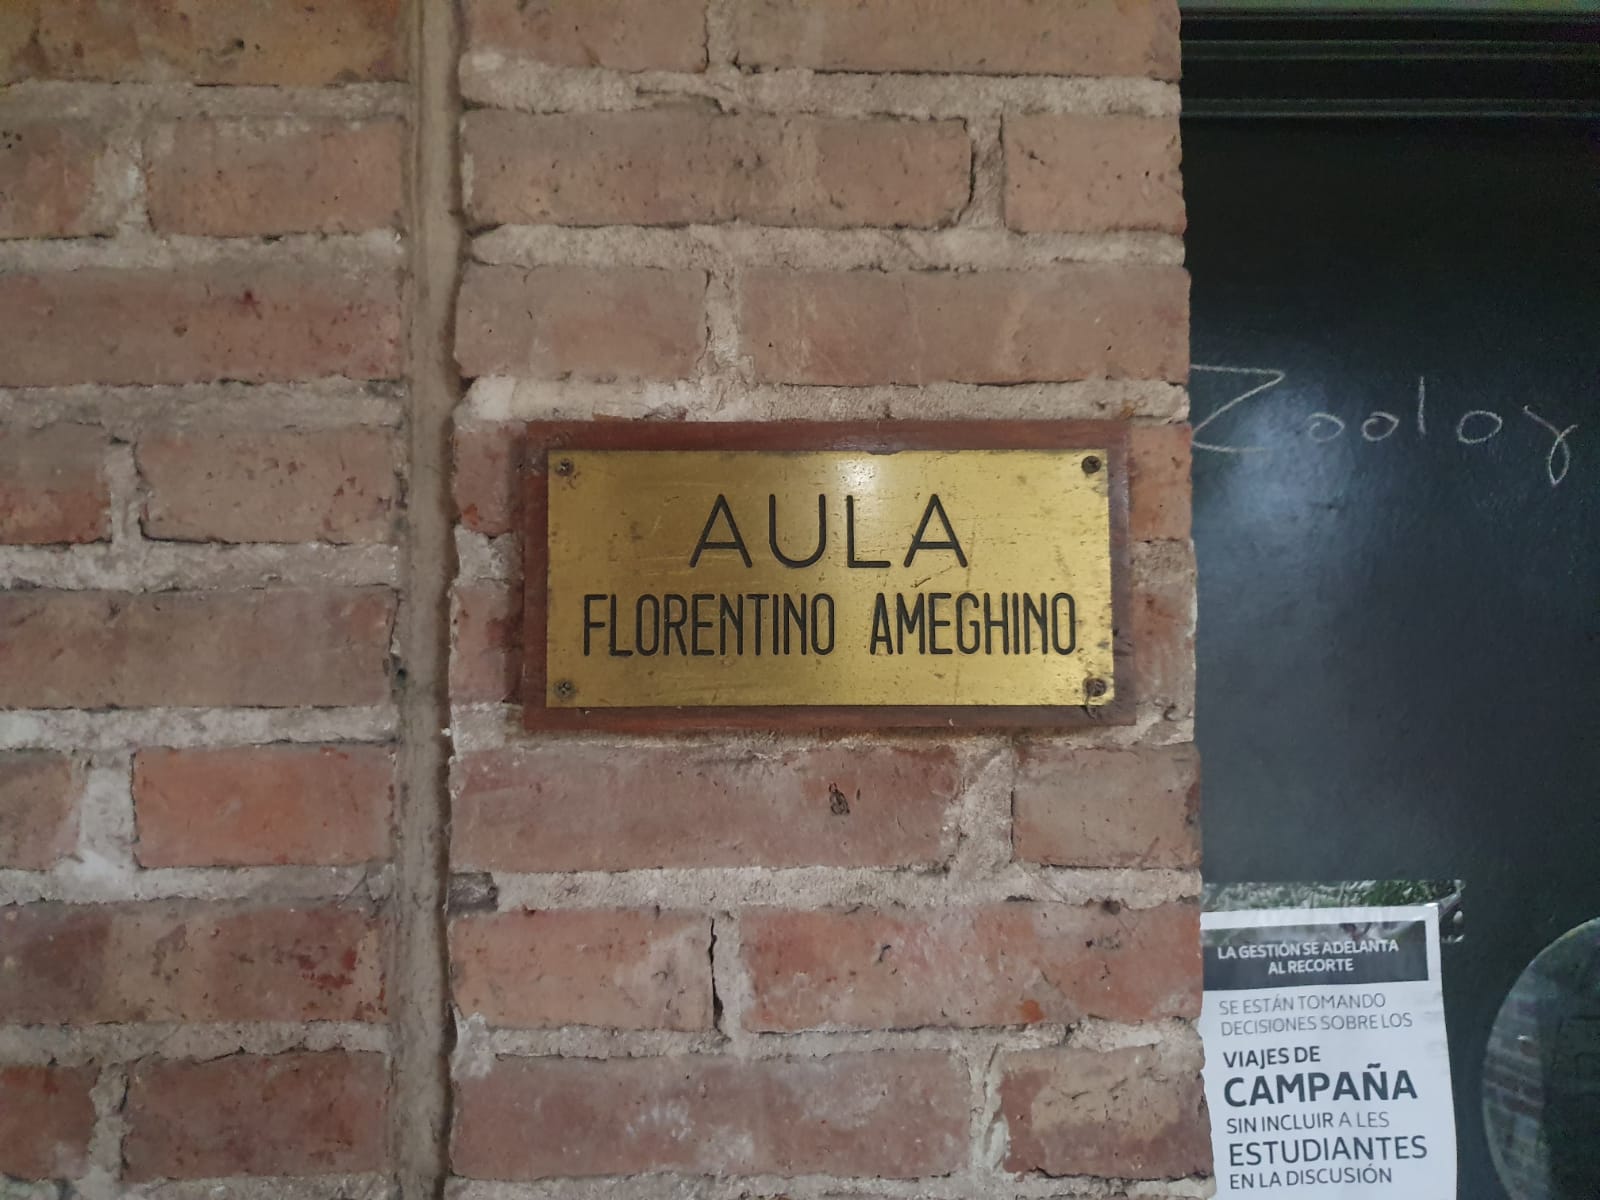 AULA
FLORENTINO AMEGHINO
Zoolog
LA GESTIÓN SE ADELANTA
AL RECORTE
SE ESTÁN TOMANDO
DECISIONES SOBRE LOS
VIAJES DE
CAMPAÑA
SIN INCLUIR A LES
ESTUDIANTES
EN LA DISCUSIÓN